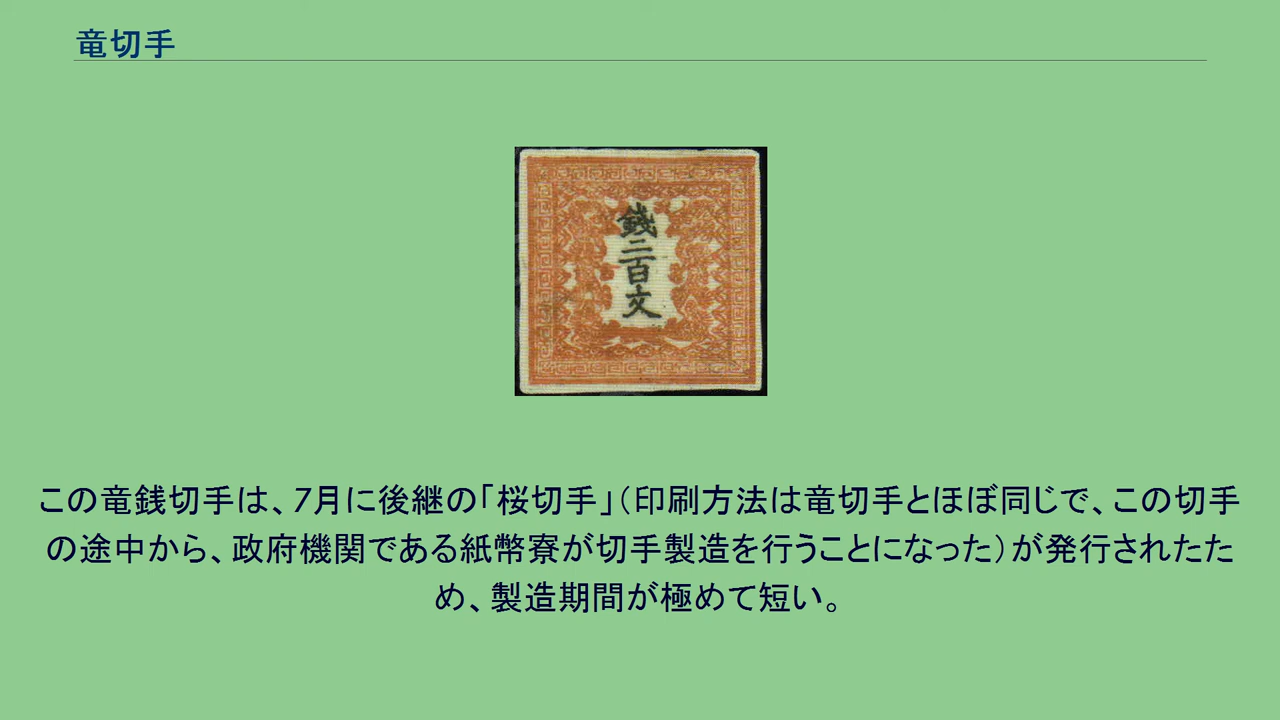 竜切手
錢二百文
この竜銭切手は、7月に後継の「桜切手」（印刷方法は竜切手とほぼ同じで、この切手
の途中から、政府機関である紙幣寮が切手製造を行うことになった）が発行されたた
め、製造期間が極めて短い。